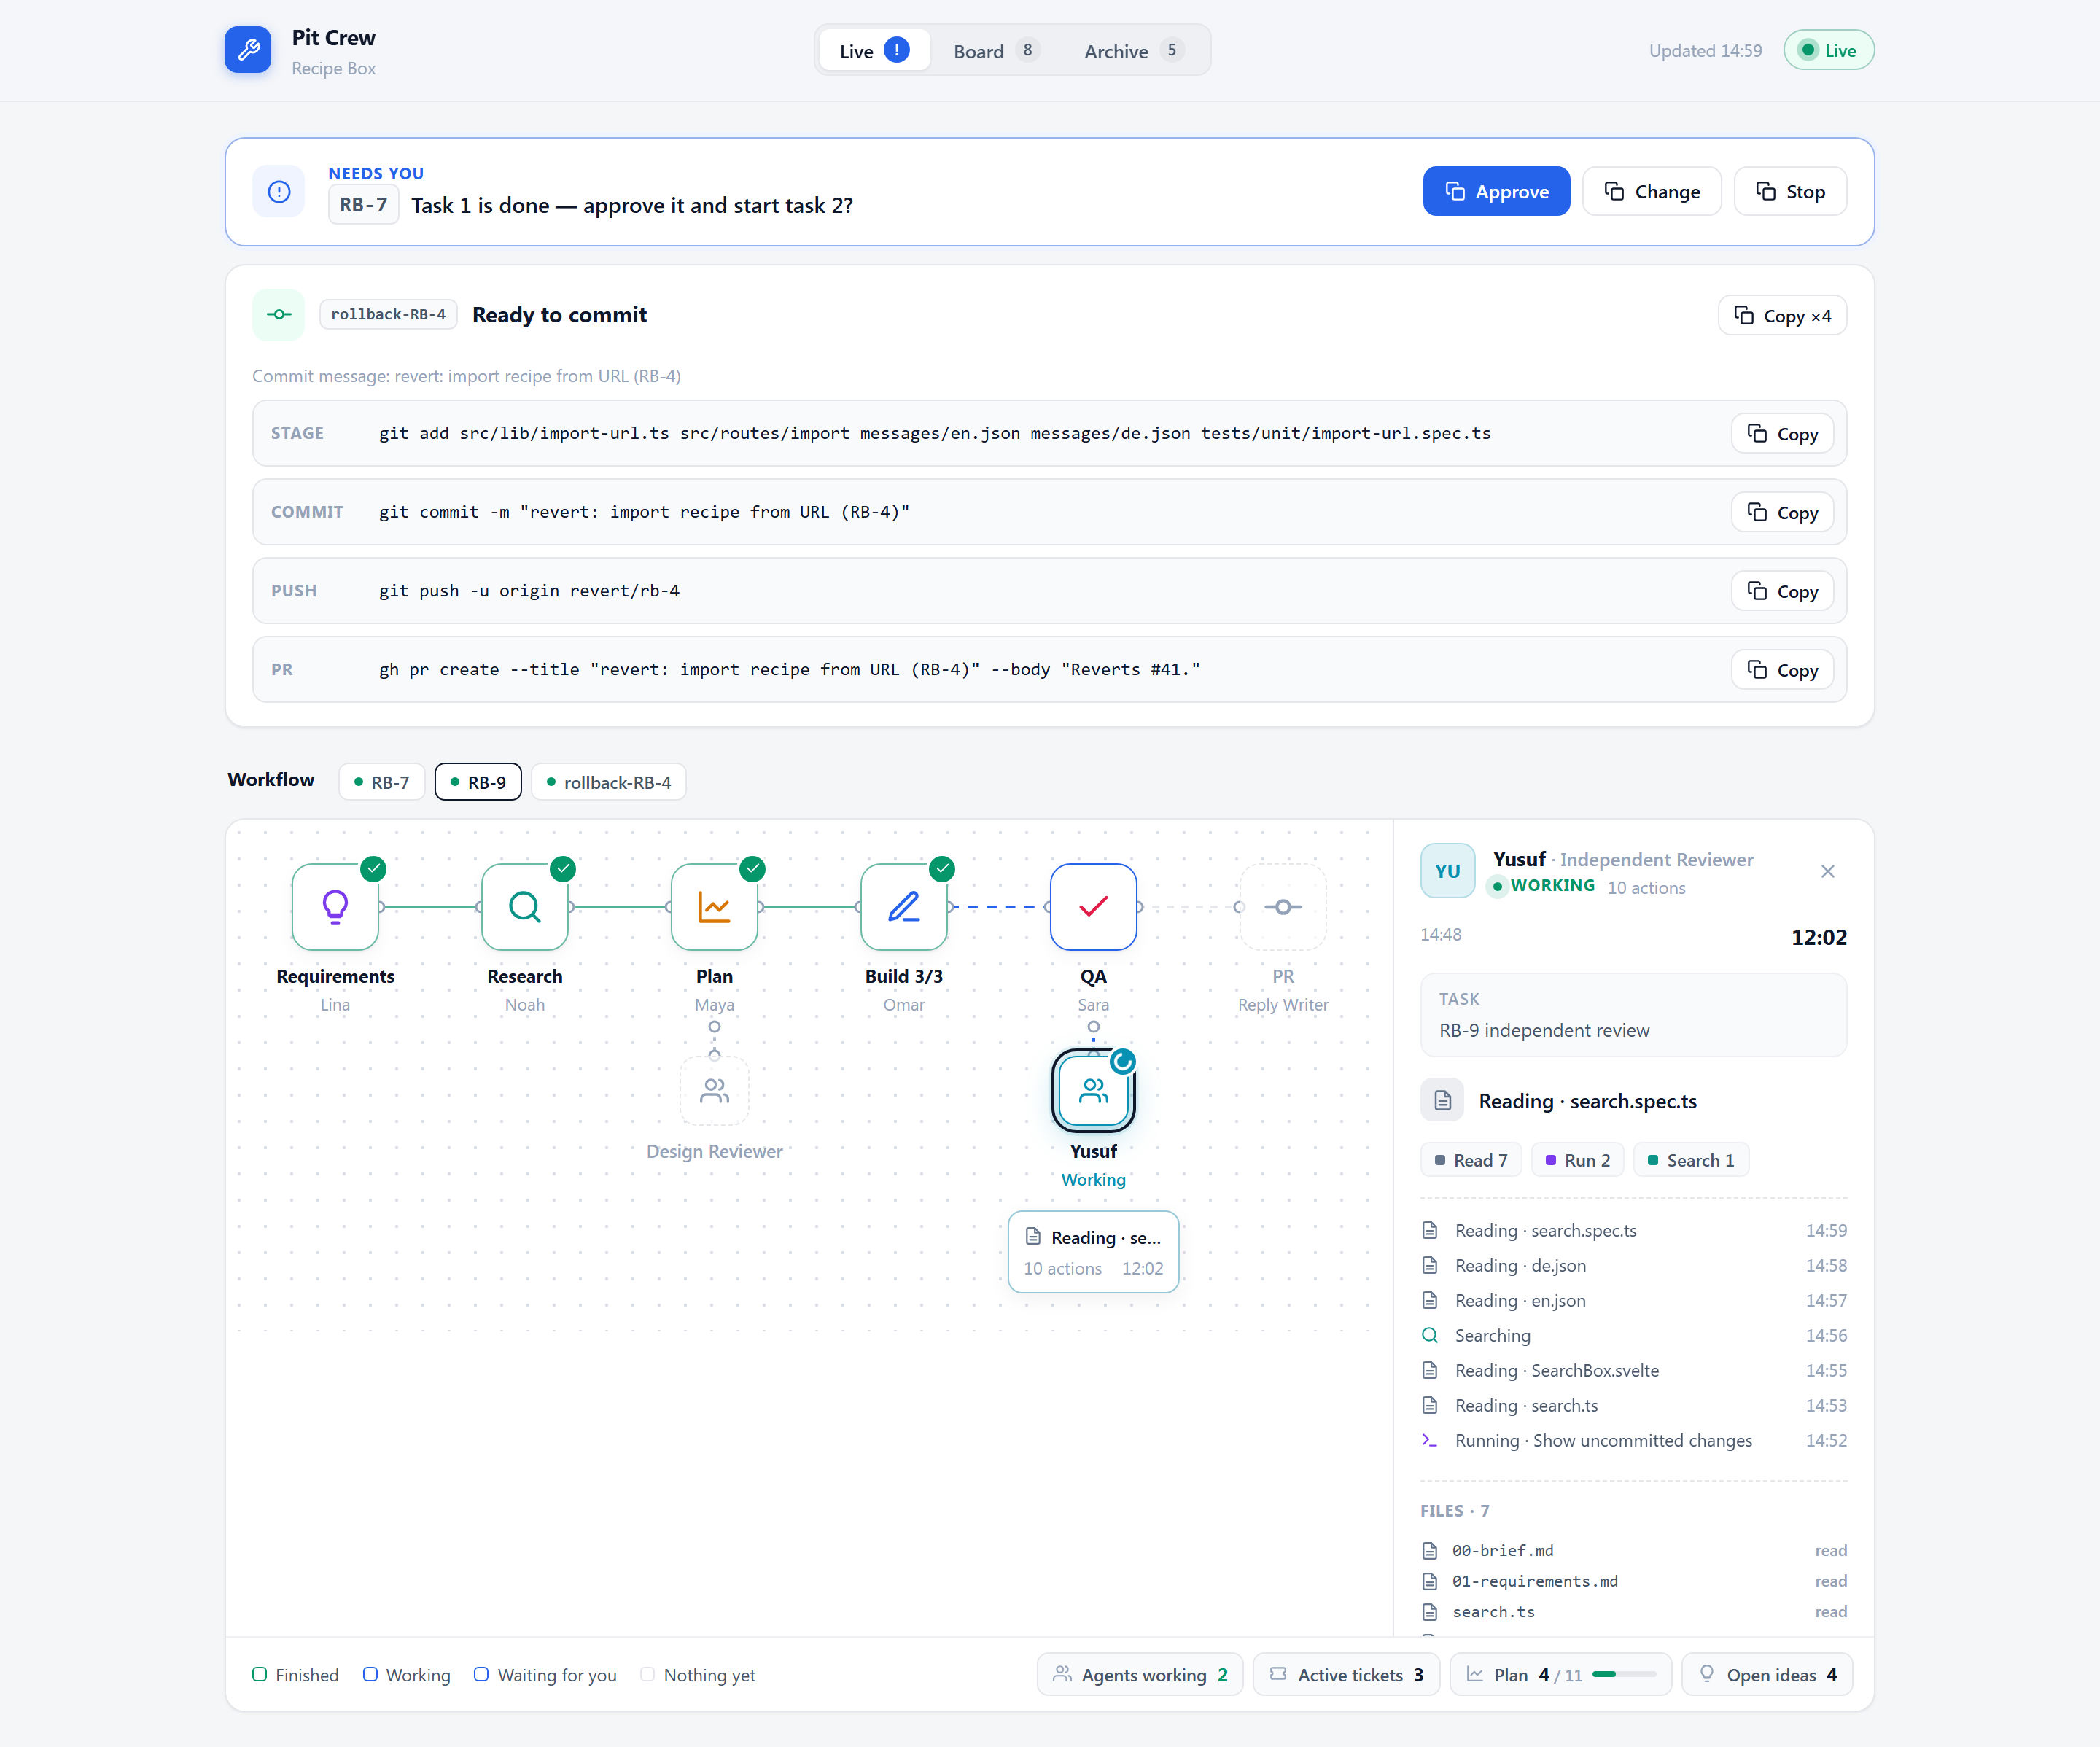 Pit Crew
Recipe Box
Live !
Board 8
Archive 5
Updated 14:59
Live
NEEDS YOU
RB-7 Task 1 is done — approve it and start task 2?
Approve
Change
Stop
rollback-RB-4 Ready to commit
Copy ×4
Commit message: revert: import recipe from URL (RB-4)
STAGE git add src/lib/import-url.ts src/routes/import messages/en.json messages/de.json tests/unit/import-url.spec.ts Copy
COMMIT git commit -m "revert: import recipe from URL (RB-4)" Copy
PUSH git push -u origin revert/rb-4 Copy
PR gh pr create --title "revert: import recipe from URL (RB-4)" --body "Reverts #41." Copy
Workflow
RB-7
RB-9
rollback-RB-4
Requirements
Lina
Research
Noah
Plan
Maya
Build 3/3
Omar
QA
Sara
PR
Reply Writer
Design Reviewer
Yusuf
Working
Reading · se...
10 actions 12:02
YU
Yusuf · Independent Reviewer
WORKING 10 actions
14:48 12:02
TASK
RB-9 independent review
Reading · search.spec.ts
Read 7
Run 2
Search 1
Reading · search.spec.ts 14:59
Reading · de.json 14:58
Reading · en.json 14:57
Searching 14:56
Reading · SearchBox.svelte 14:55
Reading · search.ts 14:53
Running · Show uncommitted changes 14:52
FILES · 7
00-brief.md read
01-requirements.md read
search.ts read
Finished
Working
Waiting for you
Nothing yet
Agents working 2
Active tickets 3
Plan 4 / 11
Open ideas 4